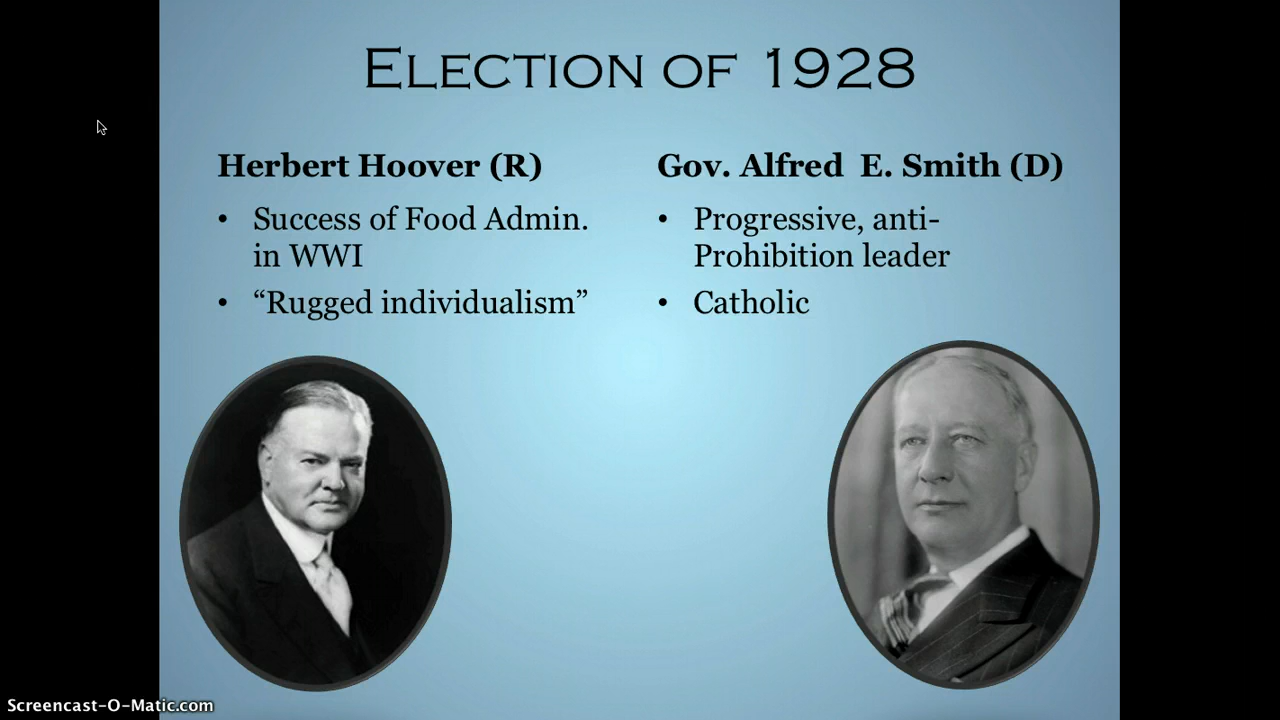 Election of 1928
Herbert Hoover (R)
• Success of Food Admin.
in WWI
• “Rugged individualism”
Gov. Alfred  E. Smith (D)
• Progressive, anti-
Prohibition leader
• Catholic
Screencast-O-Matic.com